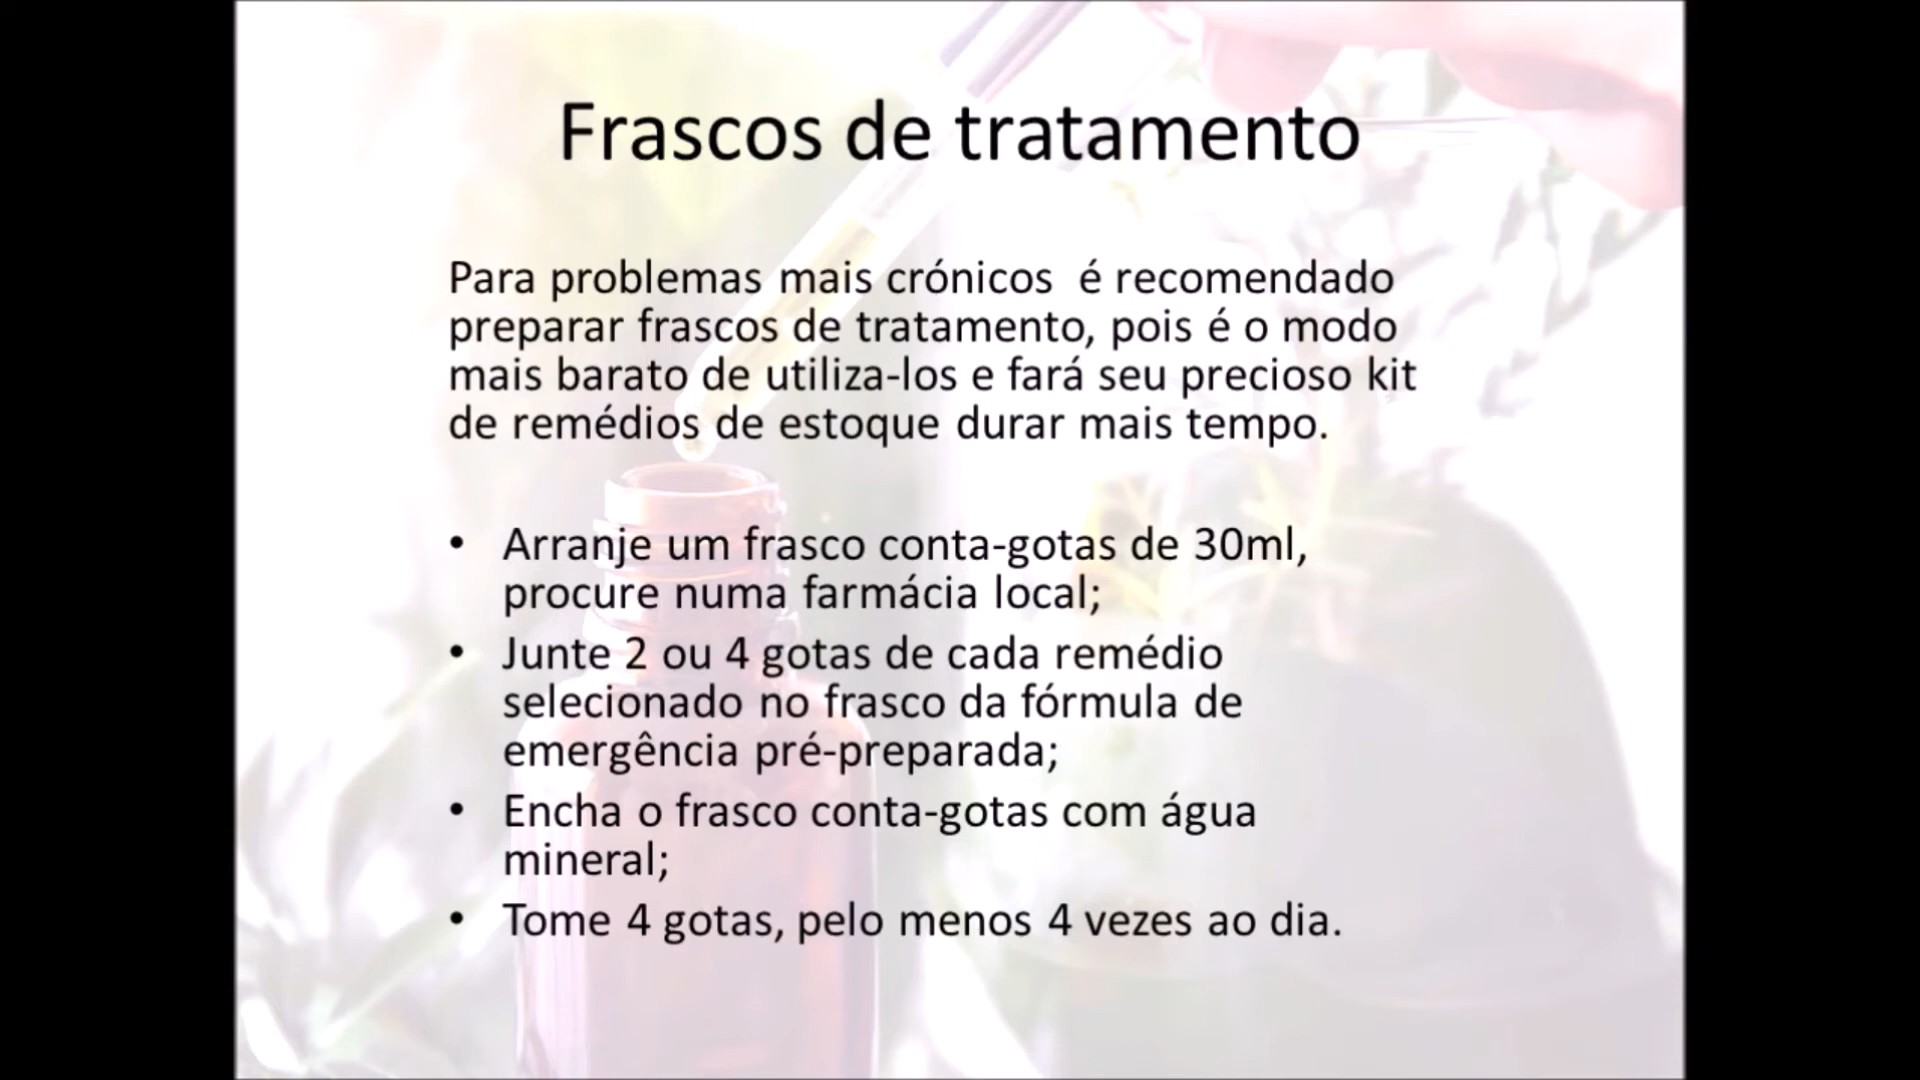 Frascos de tratamento
Para problemas mais crónicos é recomendado
preparar frascos de tratamento, pois é o modo
mais barato de utiliza-los e fará seu precioso kit
de remédios de estoque durar mais tempo.
• Arranje um frasco conta-gotas de 30ml,
procure numa farmácia local;
• Junte 2 ou 4 gotas de cada remédio
selecionado no frasco da fórmula de
emergência pré-preparada;
• Encha o frasco conta-gotas com água
mineral;
• Tome 4 gotas, pelo menos 4 vezes ao dia.